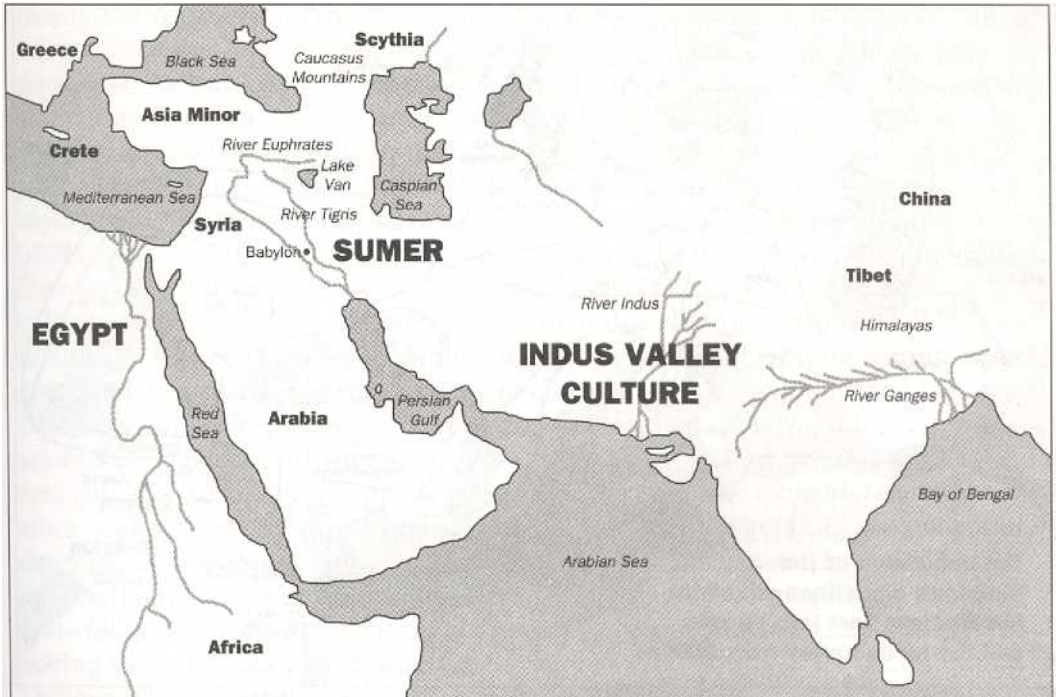 Greece
Black Sea
Scythia
Caucasus
Mountains
Asia Minor
Crete
River Euphrates
Lake
Van
Caspian
Sea
Mediterranean Sea
River Tigris
Syria
Babylon
SUMER
China
Tibet
River Indus
Himalayas
EGYPT
INDUS VALLEY
CULTURE
River Ganges
Red
Sea
Arabia
Persian
Gulf
Bay of Bengal
Arabian Sea
Africa